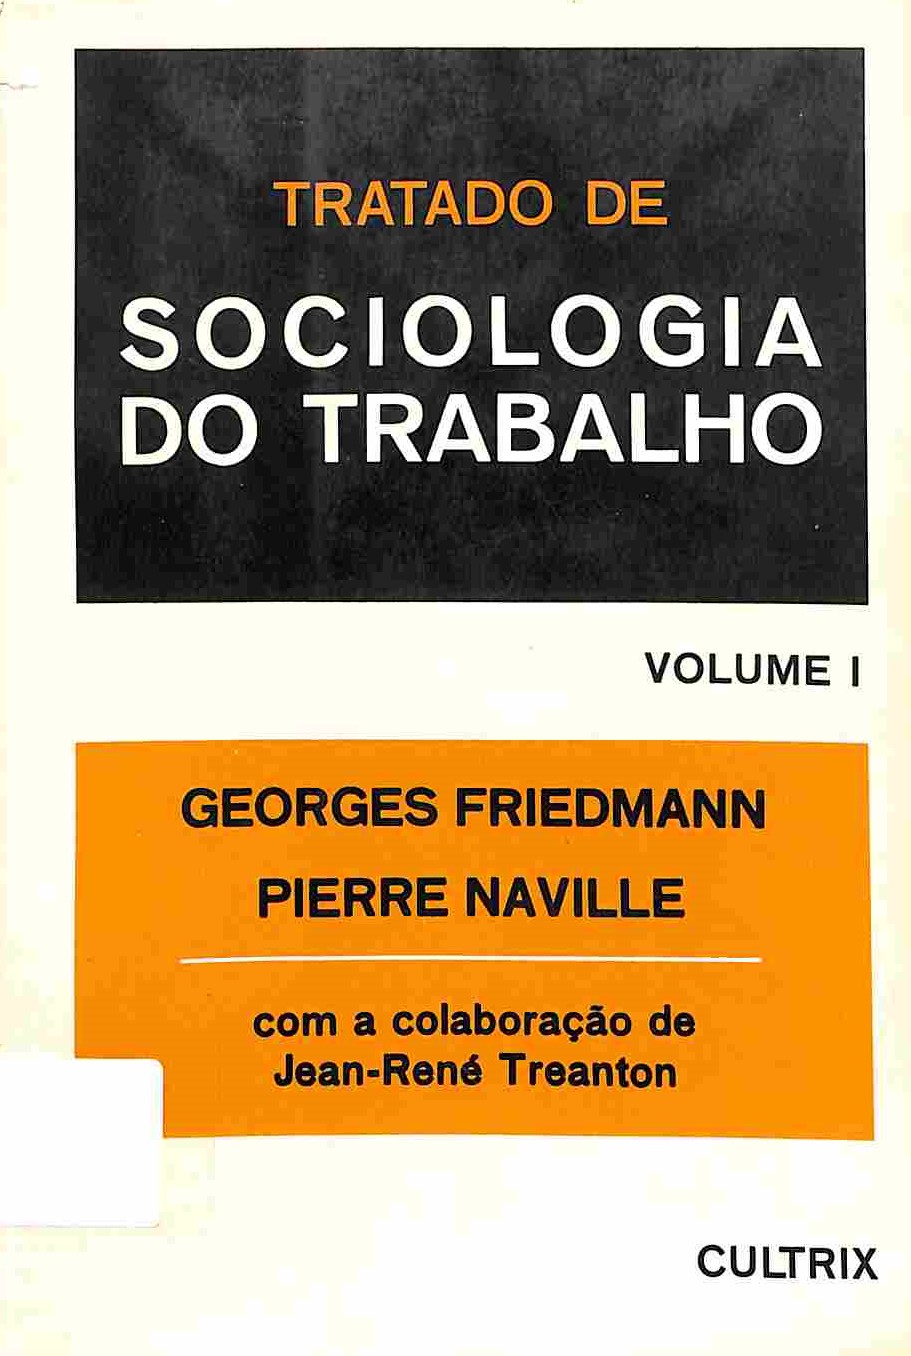 TRATADO DE
SOCIOLOGIA
DO TRABALHO
VOLUME I
GEORGES FRIEDMANN
PIERRE NAVILLE
com a colaboração de
Jean-René Treanton
CULTRIX